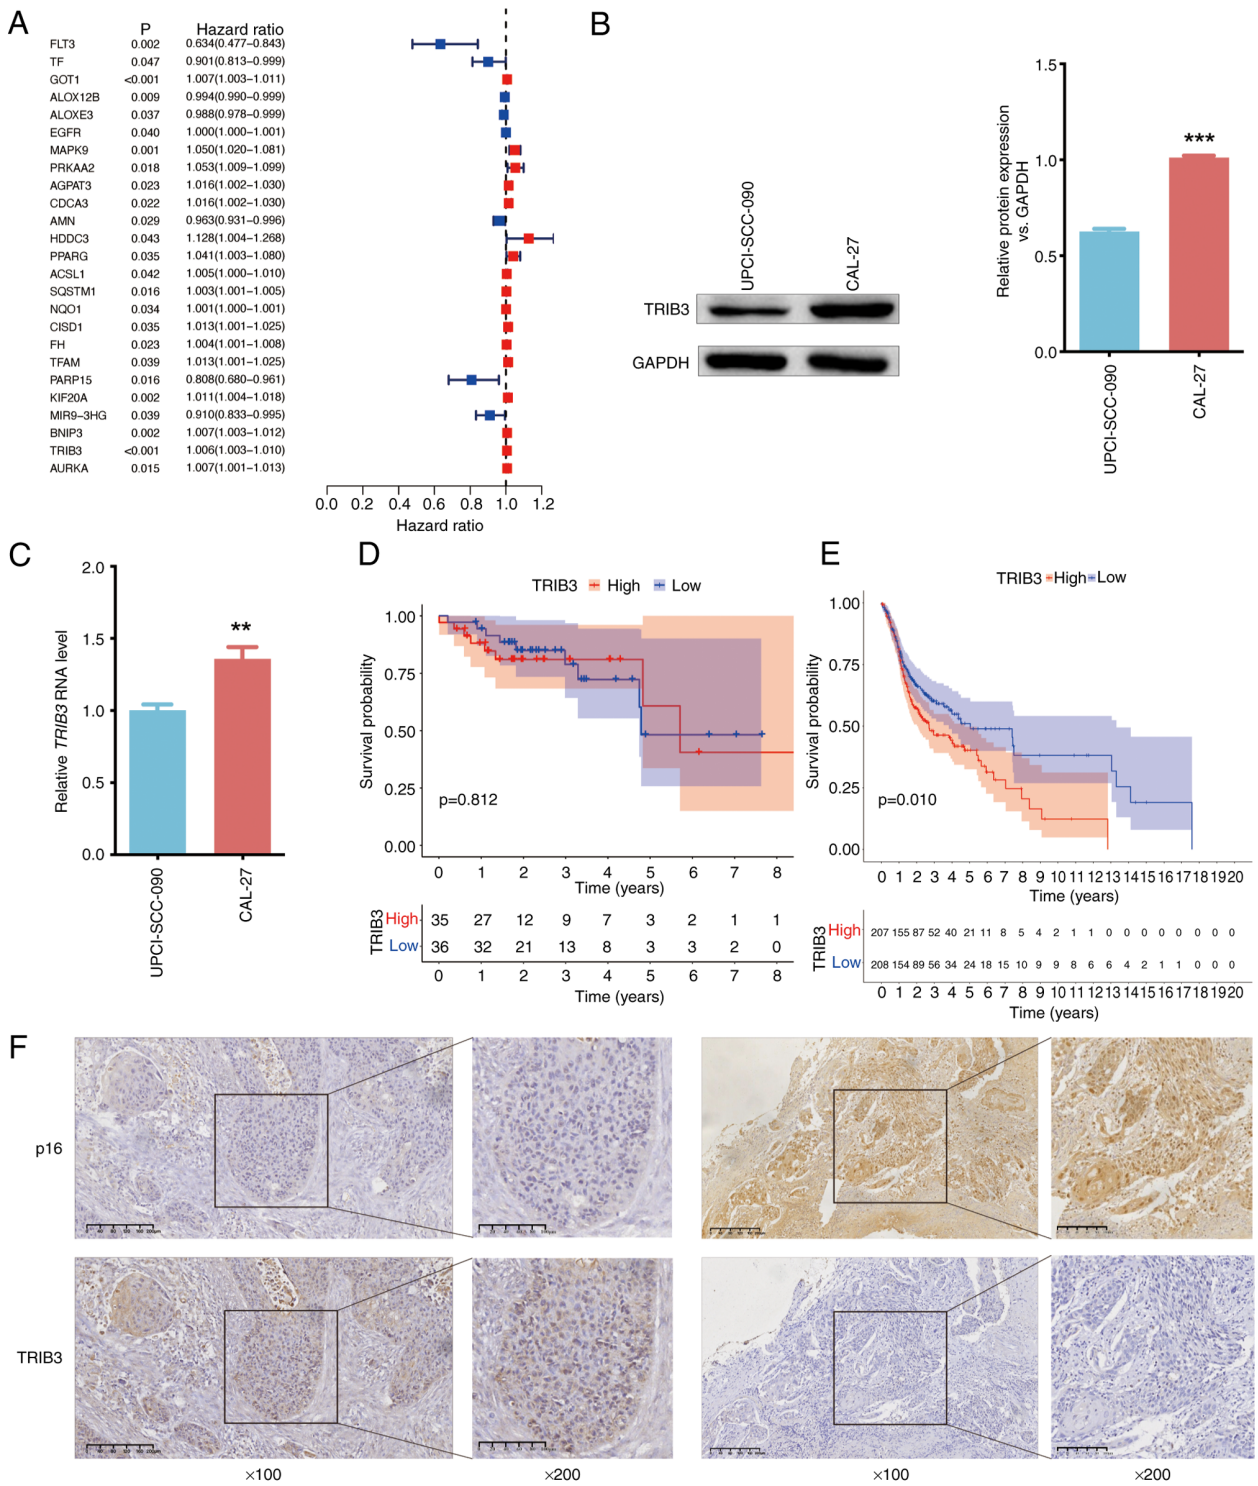 A
P Hazard ratio
FLT3 0.002 0.634(0.477–0.843)
TF 0.047 0.901(0.813–0.999)
GOT1 <0.001 1.007(1.003–1.011)
ALOX12B 0.009 0.994(0.990–0.999)
ALOXE3 0.037 0.988(0.978–0.999)
EGFR 0.040 1.000(1.000–1.001)
MAPK9 0.001 1.050(1.020–1.081)
PRKAA2 0.018 1.053(1.009–1.099)
AGPAT3 0.023 1.016(1.002–1.030)
CDCA3 0.022 1.016(1.002–1.030)
AMN 0.029 0.963(0.931–0.996)
HDDC3 0.043 1.128(1.004–1.268)
PPARG 0.035 1.041(1.003–1.080)
ACSL1 0.042 1.005(1.000–1.010)
SQSTM1 0.016 1.003(1.001–1.005)
NQO1 0.034 1.001(1.000–1.001)
CISD1 0.035 1.013(1.001–1.025)
FH 0.023 1.004(1.001–1.008)
TFAM 0.039 1.013(1.001–1.025)
PARP15 0.016 0.808(0.680–0.961)
KIF20A 0.002 1.011(1.004–1.018)
MIR9–3HG 0.039 0.910(0.833–0.995)
BNIP3 0.002 1.007(1.003–1.012)
TRIB3 <0.001 1.006(1.003–1.010)
AURKA 0.015 1.007(1.001–1.013)
0.0 0.2 0.4 0.6 0.8 1.0 1.2
Hazard ratio
B
UPCI-SCC-090
CAL-27
TRIB3
GAPDH
Relative protein expression
vs. GAPDH
1.5
1.0
0.5
0.0
***
UPCI-SCC-090
CAL-27
C
Relative TRIB3 RNA level
2.0
1.5
1.0
0.5
0.0
**
UPCI-SCC-090
CAL-27
D
TRIB3 High Low
Survival probability
1.00
0.75
0.50
0.25
0.00
p=0.812
0 1 2 3 4 5 6 7 8
Time (years)
TRIB3
High 35 27 12 9 7 3 2 1 1
Low 36 32 21 13 8 3 3 2 0
0 1 2 3 4 5 6 7 8
Time (years)
E
TRIB3 High Low
Survival probability
1.00
0.75
0.50
0.25
0.00
p=0.010
0 1 2 3 4 5 6 7 8 9 10 11 12 13 14 15 16 17 18 19 20
Time (years)
TRIB3
High 207 155 87 52 40 21 11 8 5 4 2 1 1 0 0 0 0 0 0 0 0
Low 208 154 89 56 34 24 18 15 10 9 9 8 6 6 4 2 1 1 0 0 0
0 1 2 3 4 5 6 7 8 9 10 11 12 13 14 15 16 17 18 19 20
Time (years)
F
p16
TRIB3
×100 ×200 ×100 ×200